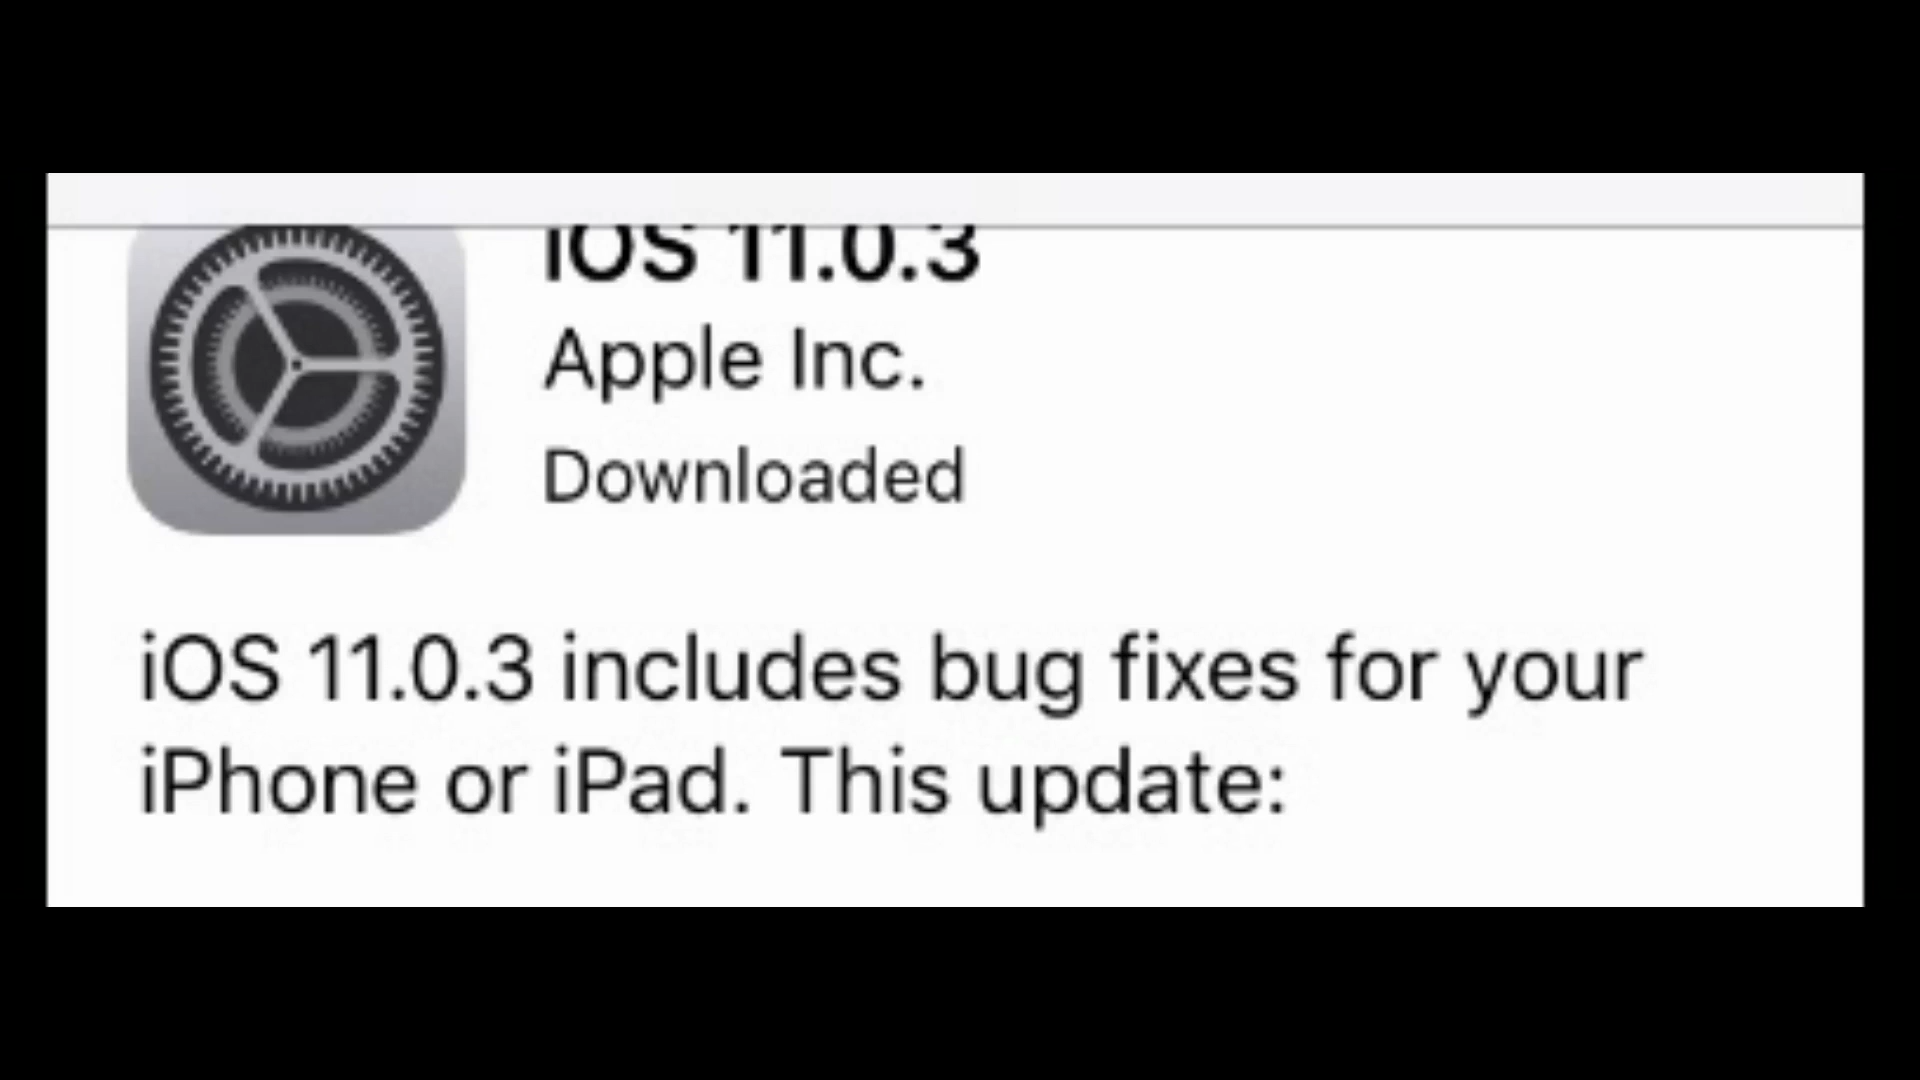 iOS 11.0.3
Apple Inc.
Downloaded
iOS 11.0.3 includes bug fixes for your
iPhone or iPad. This update: